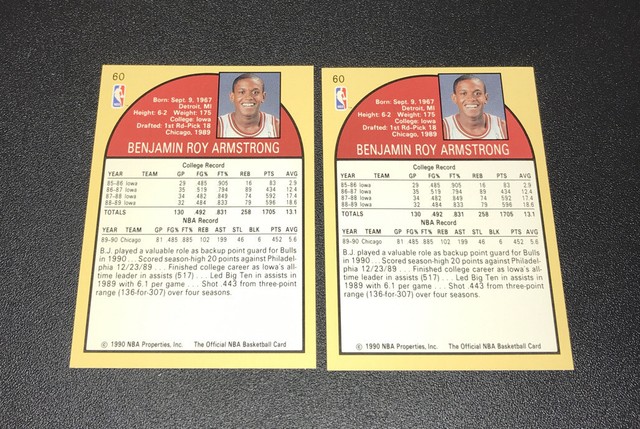 60
Born: Sept. 9, 1967
Detroit, MI
Height: 6-2 Weight: 175
College: Iowa
Drafted: 1st Rd-Pick 18
Chicago, 1989
BENJAMIN ROY ARMSTRONG
College Record
YEAR TEAM GP FG% FT% REB PTS AVG
85-86 Iowa 29 .485 .905 16 83 2.9
86-87 Iowa 35 .519 .794 89 434 12.4
87-88 Iowa 34 .482 .849 74 592 17.4
88-89 Iowa 32 .484 .833 79 596 18.6
TOTALS 130 .492 .831 258 1705 13.1
NBA Record
YEAR TEAM GP FG% FT% REB AST STL BLK PTS AVG
89-90 Chicago 81 .485 .885 102 199 46 6 452 5.6
B.J. played a valuable role as backup point guard for Bulls
in 1990 . . . Scored season-high 20 points against Philadel-
phia 12/23/89 . . . Finished college career as Iowa's all-
time leader in assists (517) . . . Led Big Ten in assists in
1989 with 6.1 per game . . . Shot .443 from three-point
range (136-for-307) over four seasons.
© 1990 NBA Properties, Inc. The Official NBA Basketball Card
60
Born: Sept. 9, 1967
Detroit, MI
Height: 6-2 Weight: 175
College: Iowa
Drafted: 1st Rd-Pick 18
Chicago, 1989
BENJAMIN ROY ARMSTRONG
College Record
YEAR TEAM GP FG% FT% REB PTS AVG
85-86 Iowa 29 .485 .905 16 83 2.9
86-87 Iowa 35 .519 .794 89 434 12.4
87-88 Iowa 34 .482 .849 74 592 17.4
88-89 Iowa 32 .484 .833 79 596 18.6
TOTALS 130 .492 .831 258 1705 13.1
NBA Record
YEAR TEAM GP FG% FT% REB AST STL BLK PTS AVG
89-90 Chicago 81 .485 .885 102 199 46 6 452 5.6
B.J. played a valuable role as backup point guard for Bulls
in 1990 . . . Scored season-high 20 points against Philadel-
phia 12/23/89 . . . Finished college career as Iowa's all-
time leader in assists (517) . . . Led Big Ten in assists in
1989 with 6.1 per game . . . Shot .443 from three-point
range (136-for-307) over four seasons.
© 1990 NBA Properties, Inc. The Official NBA Basketball Card